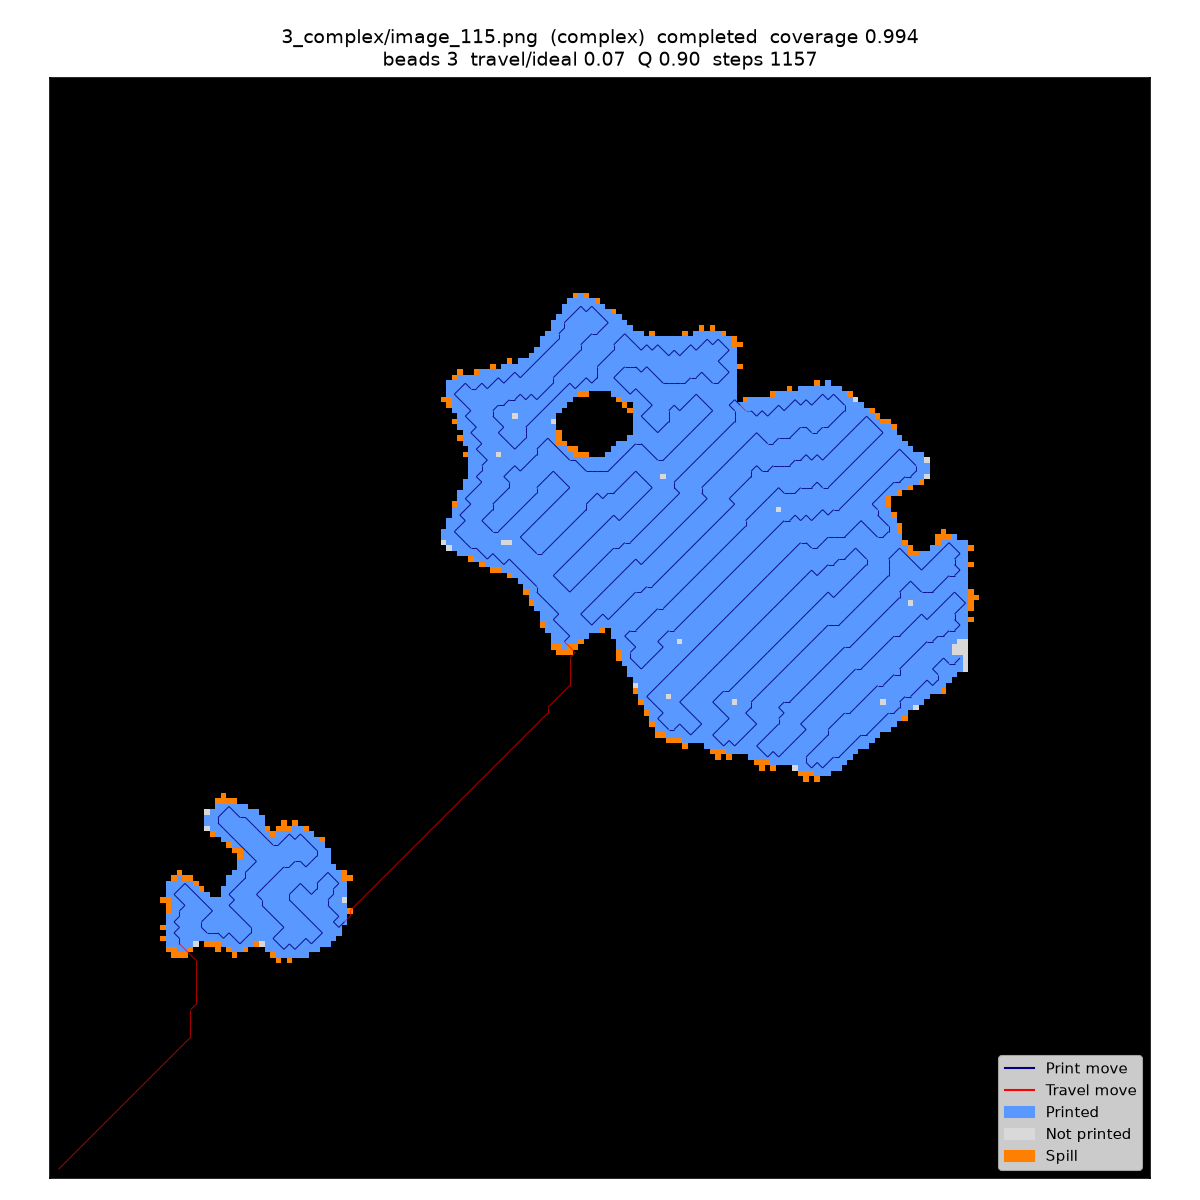 3_complex/image_115.png  (complex)  completed  coverage 0.994
beads 3  travel/ideal 0.07  Q 0.90  steps 1157
Print move
Travel move
Printed
Not printed
Spill